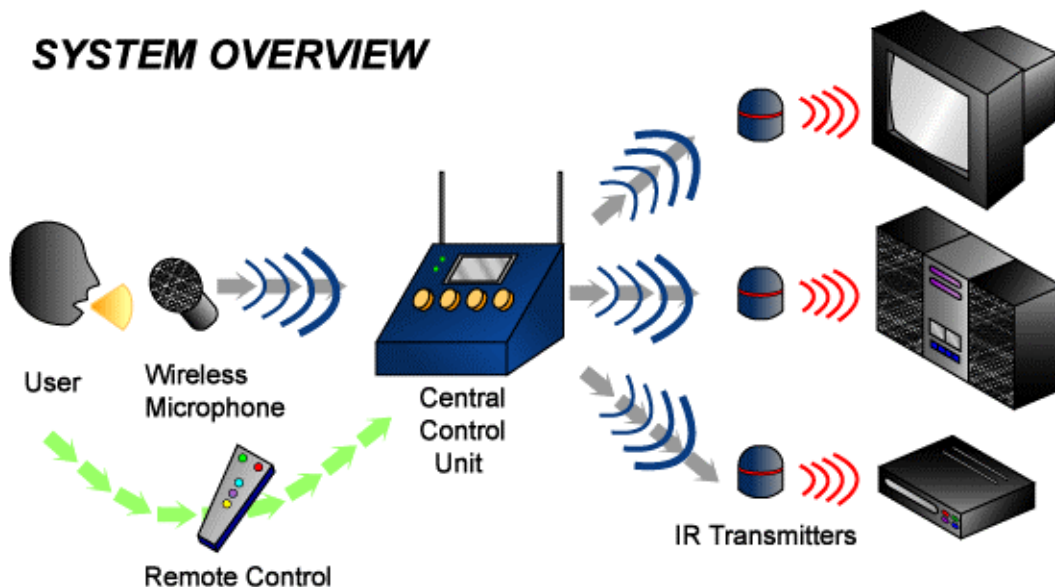 SYSTEM OVERVIEW
User
Wireless
Microphone
Central
Control
Unit
IR Transmitters
Remote Control